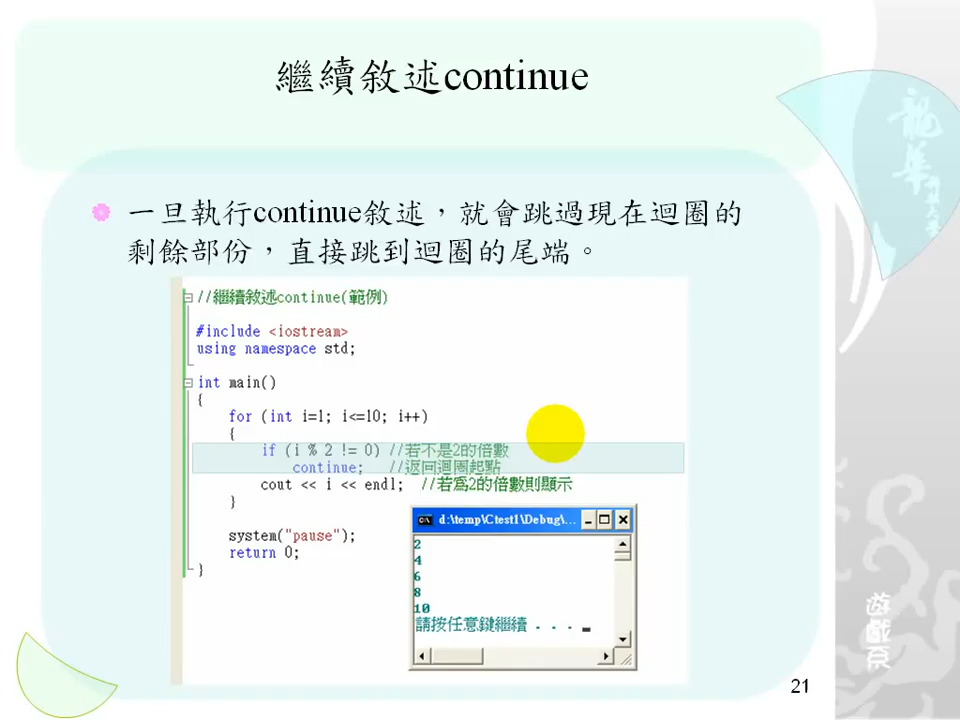 繼續敘述continue
一旦執行continue敘述，就會跳過現在迴圈的
剩餘部份，直接跳到迴圈的尾端。
//繼續敘述continue(範例)
#include <iostream>
using namespace std;
int main()
{
for (int i=1; i<=10; i++)
{
if (i % 2 != 0) //若不是2的倍數
continue; //返回迴圈起點
cout << i << endl; //若為2的倍數則顯示
}
system("pause");
return 0;
}
d:\temp\Ctest1\Debug\...
2
4
6
8
10
請按任意鍵繼續 . . .
龍華
遊戲系
21